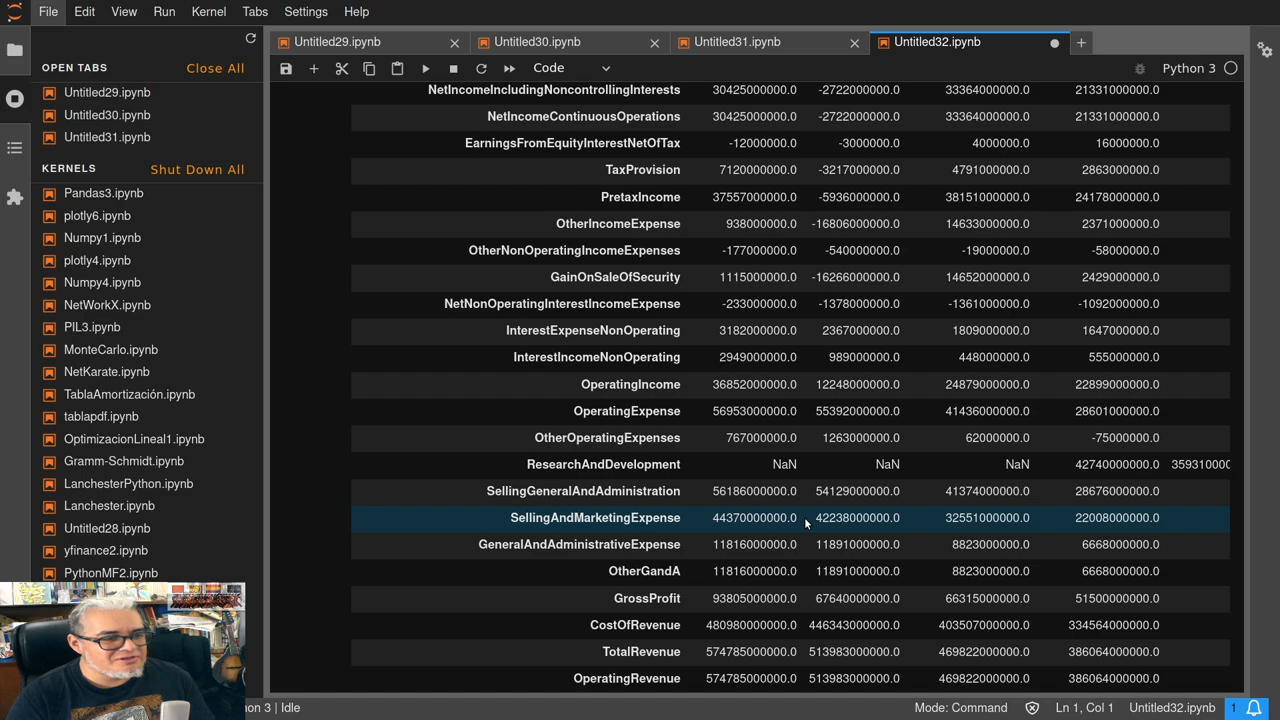 File Edit View Run Kernel Tabs Settings Help
OPEN TABS Close All
Untitled29.ipynb
Untitled30.ipynb
Untitled31.ipynb
KERNELS Shut Down All
Pandas3.ipynb
plotly6.ipynb
Numpy1.ipynb
plotly4.ipynb
Numpy4.ipynb
NetWorkX.ipynb
PIL3.ipynb
MonteCarlo.ipynb
NetKarate.ipynb
TablaAmortización.ipynb
tablapdf.ipynb
OptimizacionLineal1.ipynb
Gramm-Schmidt.ipynb
LanchesterPython.ipynb
Lanchester.ipynb
Untitled28.ipynb
yfinance2.ipynb
PythonMF2.ipynb
Untitled29.ipynb Untitled30.ipynb Untitled31.ipynb Untitled32.ipynb
Code Python 3
NetIncomeIncludingNoncontrollingInterests 30425000000.0 -2722000000.0 33364000000.0 21331000000.0
NetIncomeContinuousOperations 30425000000.0 -2722000000.0 33364000000.0 21331000000.0
EarningsFromEquityInterestNetOfTax -12000000.0 -3000000.0 4000000.0 16000000.0
TaxProvision 7120000000.0 -3217000000.0 4791000000.0 2863000000.0
PretaxIncome 37557000000.0 -5936000000.0 38151000000.0 24178000000.0
OtherIncomeExpense 938000000.0 -16806000000.0 14633000000.0 2371000000.0
OtherNonOperatingIncomeExpenses -177000000.0 -540000000.0 -19000000.0 -58000000.0
GainOnSaleOfSecurity 1115000000.0 -16266000000.0 14652000000.0 2429000000.0
NetNonOperatingInterestIncomeExpense -233000000.0 -1378000000.0 -1361000000.0 -1092000000.0
InterestExpenseNonOperating 3182000000.0 2367000000.0 1809000000.0 1647000000.0
InterestIncomeNonOperating 2949000000.0 989000000.0 448000000.0 555000000.0
OperatingIncome 36852000000.0 12248000000.0 24879000000.0 22899000000.0
OperatingExpense 56953000000.0 55392000000.0 41436000000.0 28601000000.0
OtherOperatingExpenses 767000000.0 1263000000.0 62000000.0 -75000000.0
ResearchAndDevelopment NaN NaN NaN 42740000000.0 359310000
SellingGeneralAndAdministration 56186000000.0 54129000000.0 41374000000.0 28676000000.0
SellingAndMarketingExpense 44370000000.0 42238000000.0 32551000000.0 22008000000.0
GeneralAndAdministrativeExpense 11816000000.0 11891000000.0 8823000000.0 6668000000.0
OtherGandA 11816000000.0 11891000000.0 8823000000.0 6668000000.0
GrossProfit 93805000000.0 67640000000.0 66315000000.0 51500000000.0
CostOfRevenue 480980000000.0 446343000000.0 403507000000.0 334564000000.0
TotalRevenue 574785000000.0 513983000000.0 469822000000.0 386064000000.0
OperatingRevenue 574785000000.0 513983000000.0 469822000000.0 386064000000.0
on 3 | Idle Mode: Command Ln 1, Col 1 Untitled32.ipynb 1